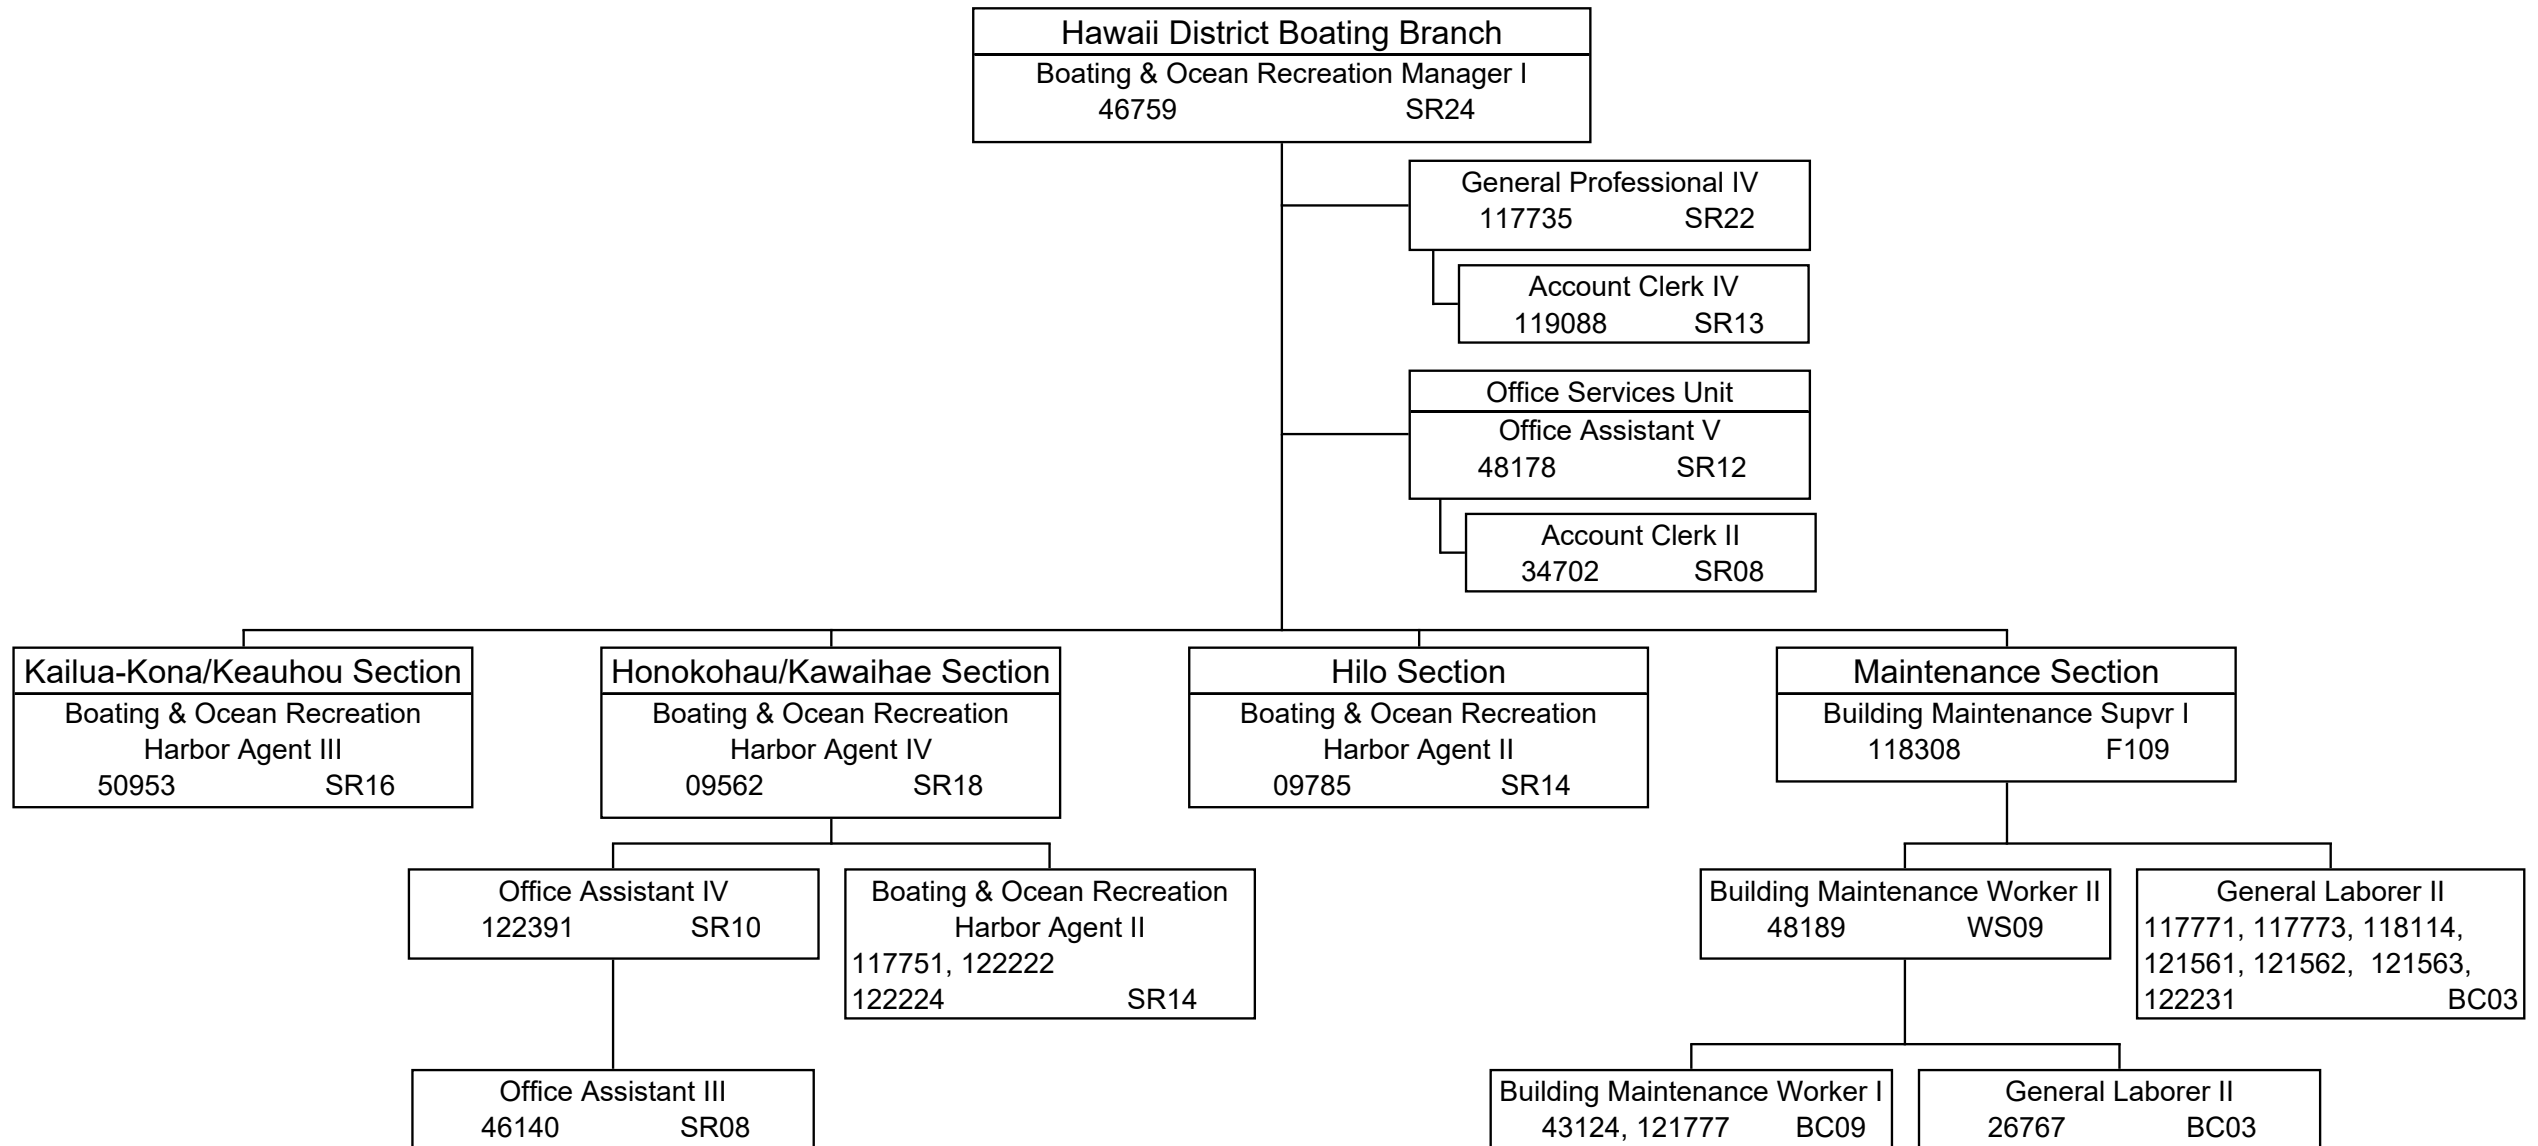 Hawaii District Boating Branch
Boating & Ocean Recreation Manager I
46759 SR24
General Professional IV
117735 SR22
Account Clerk IV
119088 SR13
Office Services Unit
Office Assistant V
48178 SR12
Account Clerk II
34702 SR08
Kailua-Kona/Keauhou Section
Boating & Ocean Recreation
Harbor Agent III
50953 SR16
Honokohau/Kawaihae Section
Boating & Ocean Recreation
Harbor Agent IV
09562 SR18
Hilo Section
Boating & Ocean Recreation
Harbor Agent II
09785 SR14
Maintenance Section
Building Maintenance Supvr I
118308 F109
Office Assistant IV
122391 SR10
Boating & Ocean Recreation
Harbor Agent II
117751, 122222
122224 SR14
Building Maintenance Worker II
48189 WS09
General Laborer II
117771, 117773, 118114,
121561, 121562, 121563,
122231 BC03
Office Assistant III
46140 SR08
Building Maintenance Worker I
43124, 121777 BC09
General Laborer II
26767 BC03